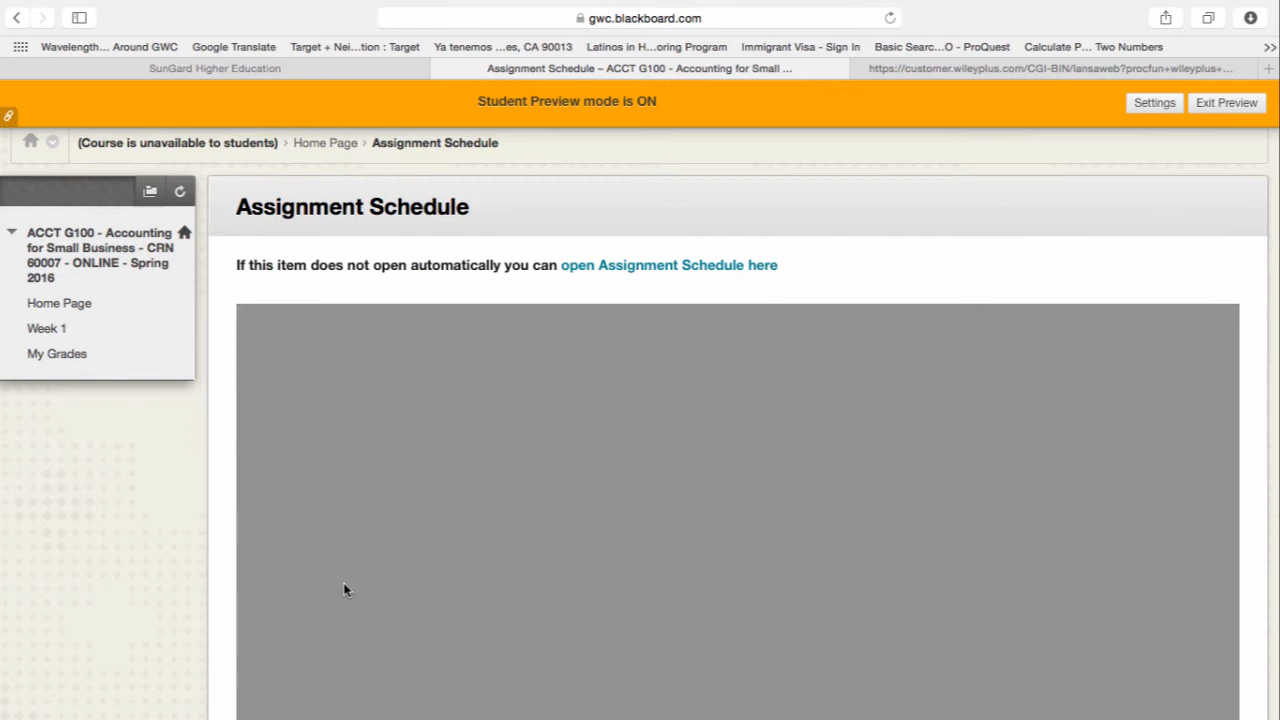 gwc.blackboard.com
Wavelength... Around GWC Google Translate Target + Nei...tion : Target Ya tenemos ...es, CA 90013 Latinos in H...oring Program Immigrant Visa - Sign In Basic Searc...O - ProQuest Calculate P... Two Numbers >>
SunGard Higher Education Assignment Schedule – ACCT G100 - Accounting for Small ... https://customer.wileyplus.com/CGI-BIN/lansaweb?procfun+wileyplus+... +
Student Preview mode is ON Settings Exit Preview
(Course is unavailable to students) › Home Page › Assignment Schedule
Assignment Schedule
ACCT G100 - Accounting
for Small Business - CRN
60007 - ONLINE - Spring
2016
Home Page
Week 1
My Grades
If this item does not open automatically you can open Assignment Schedule here